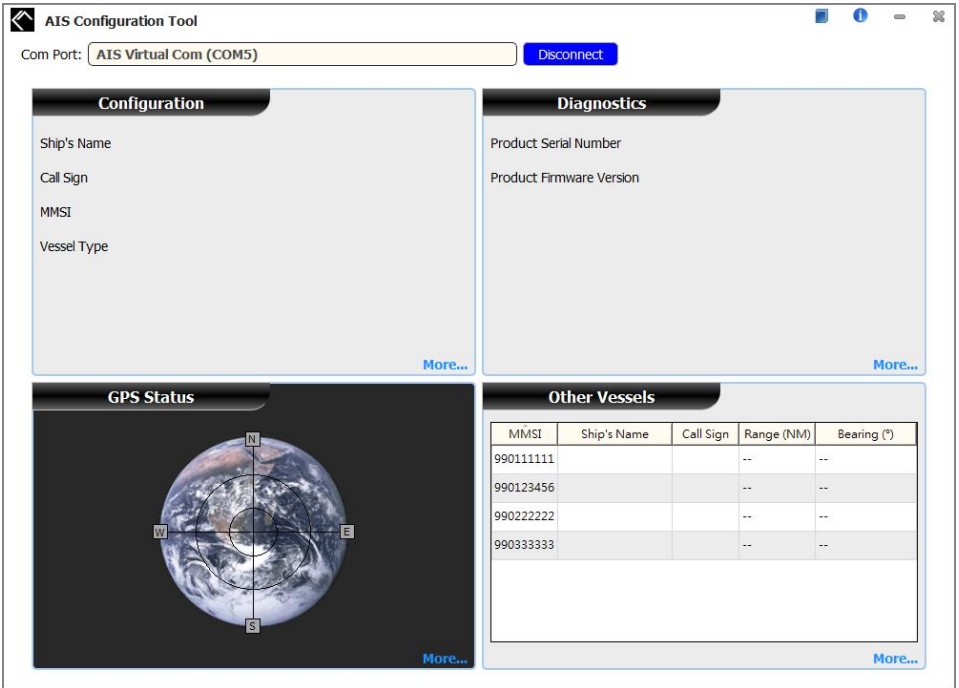 AIS Configuration Tool
Com Port: AIS Virtual Com (COM5) Disconnect
Configuration
Ship's Name
Call Sign
MMSI
Vessel Type
More...
Diagnostics
Product Serial Number
Product Firmware Version
More...
GPS Status
N
W E
S
More...
Other Vessels
MMSI Ship's Name Call Sign Range (NM) Bearing (°)
990111111 -- --
990123456 -- --
990222222 -- --
990333333 -- --
More...